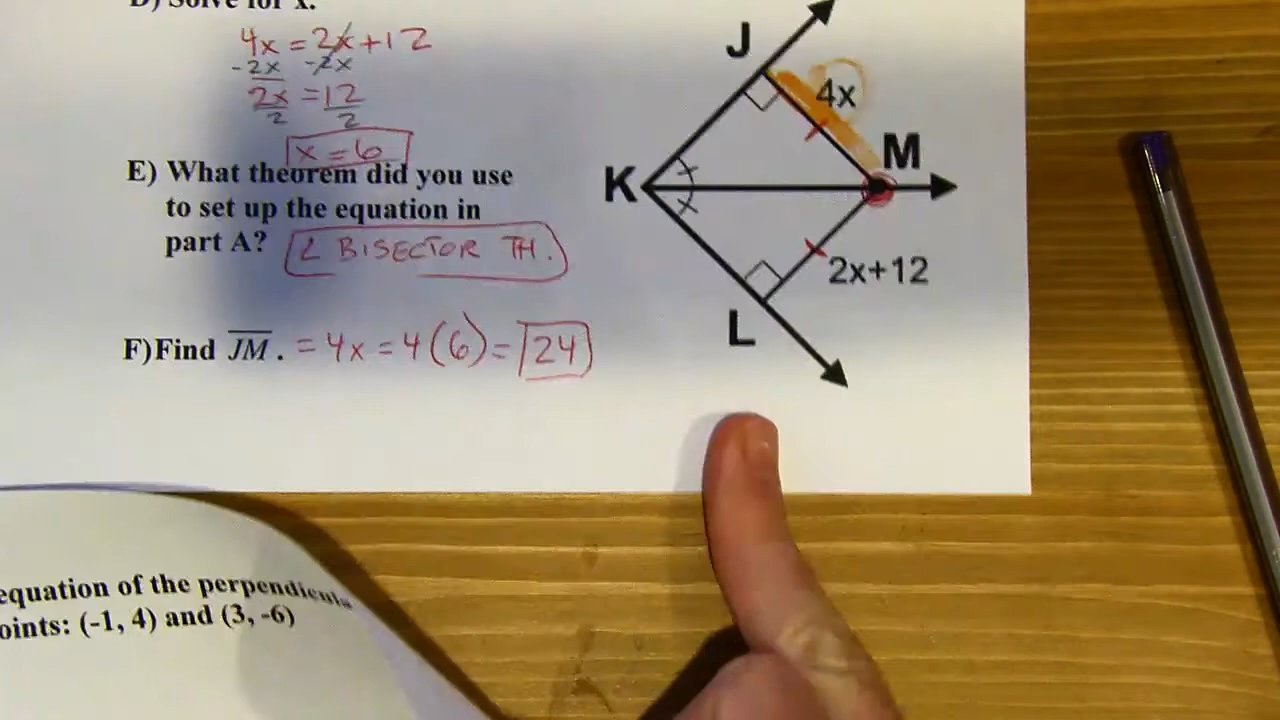 D) Solve for x.
4x = 2x + 12
-2x -2x
2x = 12
2 2
x = 6
E) What theorem did you use
to set up the equation in
part A? ∠ BISECTOR TH.
F)Find JM. = 4x = 4(6) = 24
J
4x
M
K
2x+12
L
equation of the perpendicula
oints: (-1, 4) and (3, -6)